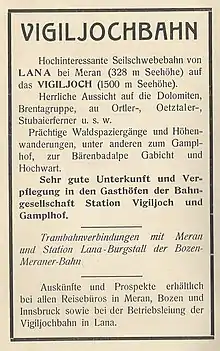 VIGILJOCHBAHN
Hochinteressante Seilschwebebahn von
LANA bei Meran (328 m Seehöhe) auf
das VIGILJOCH (1500 m Seehöhe).
Herrliche Aussicht auf die Dolomiten,
Brentagruppe, au Ortler-, Oetztaler-,
Stubaierferner u. s. w.
Prächtige Waldspaziergänge und Höhen-
wanderungen, unter anderen zum Gampl-
hof, zur Bärenbadalpe Gabicht und
Hochwart.
Sehr gute Unterkunft und Ver-
pflegung in den Gasthöfen der Bahn-
gesellschaft Station Vigiljoch und
Gamplhof.
Trambahnverbindungen mit Meran
und Station Lana-Burgstall der Bozen-
Meraner-Bahn
Auskünfte und Prospekte erhältlich
bei allen Reisebüros in Meran, Bozen und
Innsbruck sowie bei der Betriebsleiung der
Vigiljochbahn in Lana.